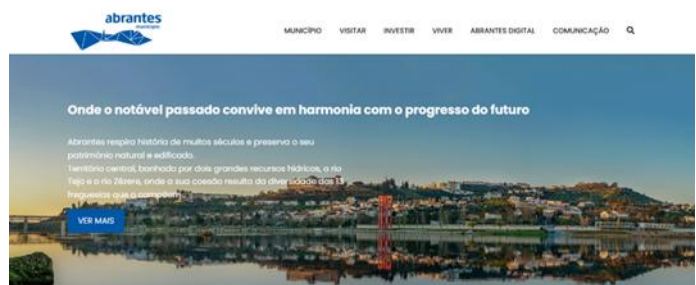 abrantes
município
MUNICÍPIO VISITAR INVESTIR VIVER ABRANTES DIGITAL COMUNICAÇÃO
Onde o notável passado convive em harmonia com o progresso do futuro
Abrantes respira história de muitos séculos e preserva o seu
património natural e edificado.
Território central, banhado por dois grandes recursos hídricos, o rio
Tejo e o rio Zêzere, onde a sua coesão resulta da diversidade das 13
freguesias que o compõem.
VER MAIS